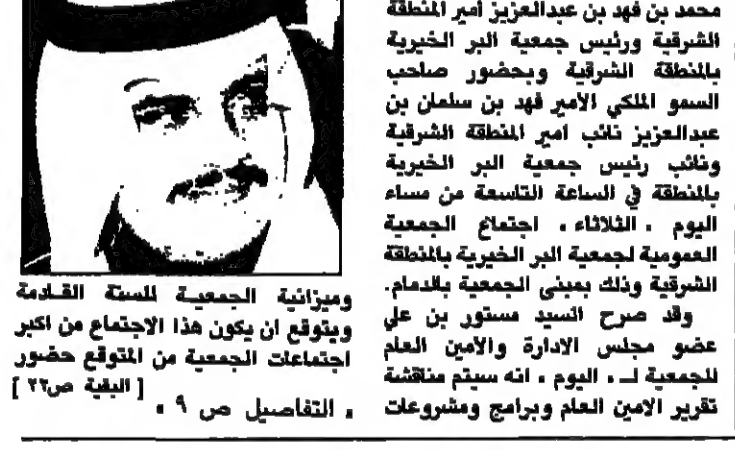 محمد بن فهد بن عبدالعزيز أمير المنطقة
الشرقية ورئيس جمعية البر الخيرية
بالمنطقة الشرقية وبحضور صاحب
السمو الملكي الأمير فهد بن سلمان بن
عبدالعزيز نائب امير المنطقة الشرقية
ونائب رئيس جمعية البر الخيرية
بالمنطقة في الساعة التاسعة من مساء
اليوم « الثلاثاء » اجتماع الجمعية
العمومية لجمعية البر الخيرية بالمنطقة
الشرقية وذلك بمبنى الجمعية بالدمام.
وقد صرح السيد مستور بن علي
عضو مجلس الادارة والأمين العام
للجمعية لـ « اليوم » انه سيتم مناقشة
تقرير الامين العام وبرامج ومشروعات
وميزانية الجمعية للسنة القادمة
ويتوقع ان يكون هذا الاجتماع من اكبر
اجتماعات الجمعية من المتوقع حضور
[ البقية ص٢٢ ]
« التفاصيل ص ٩ »